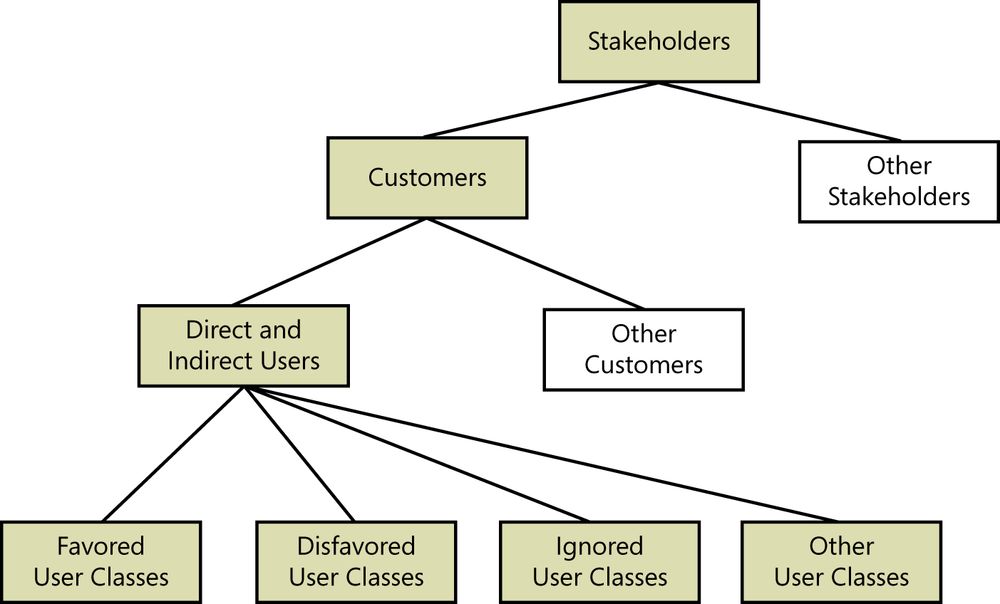 Stakeholders
Customers
Other
Stakeholders
Direct and
Indirect Users
Other
Customers
Favored
User Classes
Disfavored
User Classes
Ignored
User Classes
Other
User Classes